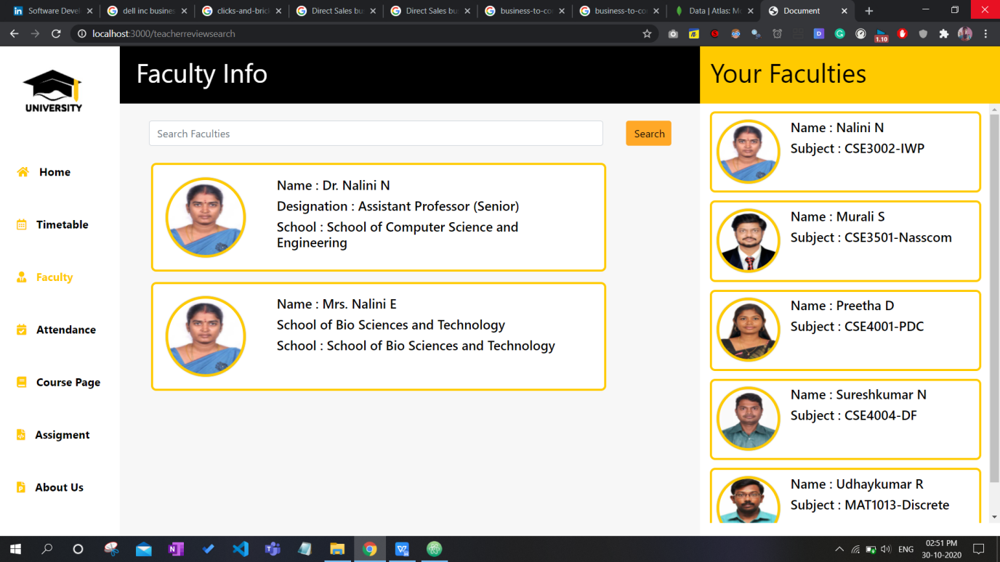 Software Devel
dell inc busines
clicks-and-brick
Direct Sales bus
Direct Sales bus
business-to-co
business-to-co
Data | Atlas: Mo
Document
localhost:3000/teacherreviewsearch
1.10
UNIVERSITY
Home
Timetable
Faculty
Attendance
Course Page
Assigment
About Us
Faculty Info
Search Faculties
Search
Name : Dr. Nalini N
Designation : Assistant Professor (Senior)
School : School of Computer Science and
Engineering
Name : Mrs. Nalini E
School of Bio Sciences and Technology
School : School of Bio Sciences and Technology
Your Faculties
Name : Nalini N
Subject : CSE3002-IWP
Name : Murali S
Subject : CSE3501-Nasscom
Name : Preetha D
Subject : CSE4001-PDC
Name : Sureshkumar N
Subject : CSE4004-DF
Name : Udhaykumar R
Subject : MAT1013-Discrete
ENG
02:51 PM
30-10-2020